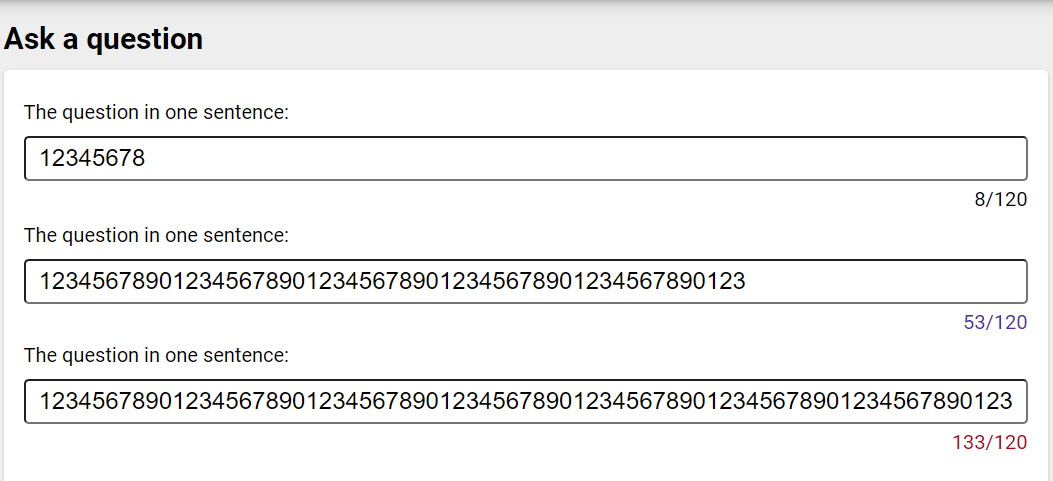 Ask a question
The question in one sentence:
12345678
8/120
The question in one sentence:
12345678901234567890123456789012345678901234567890123
53/120
The question in one sentence:
1234567890123456789012345678901234567890123456789012345678901234567890123
133/120